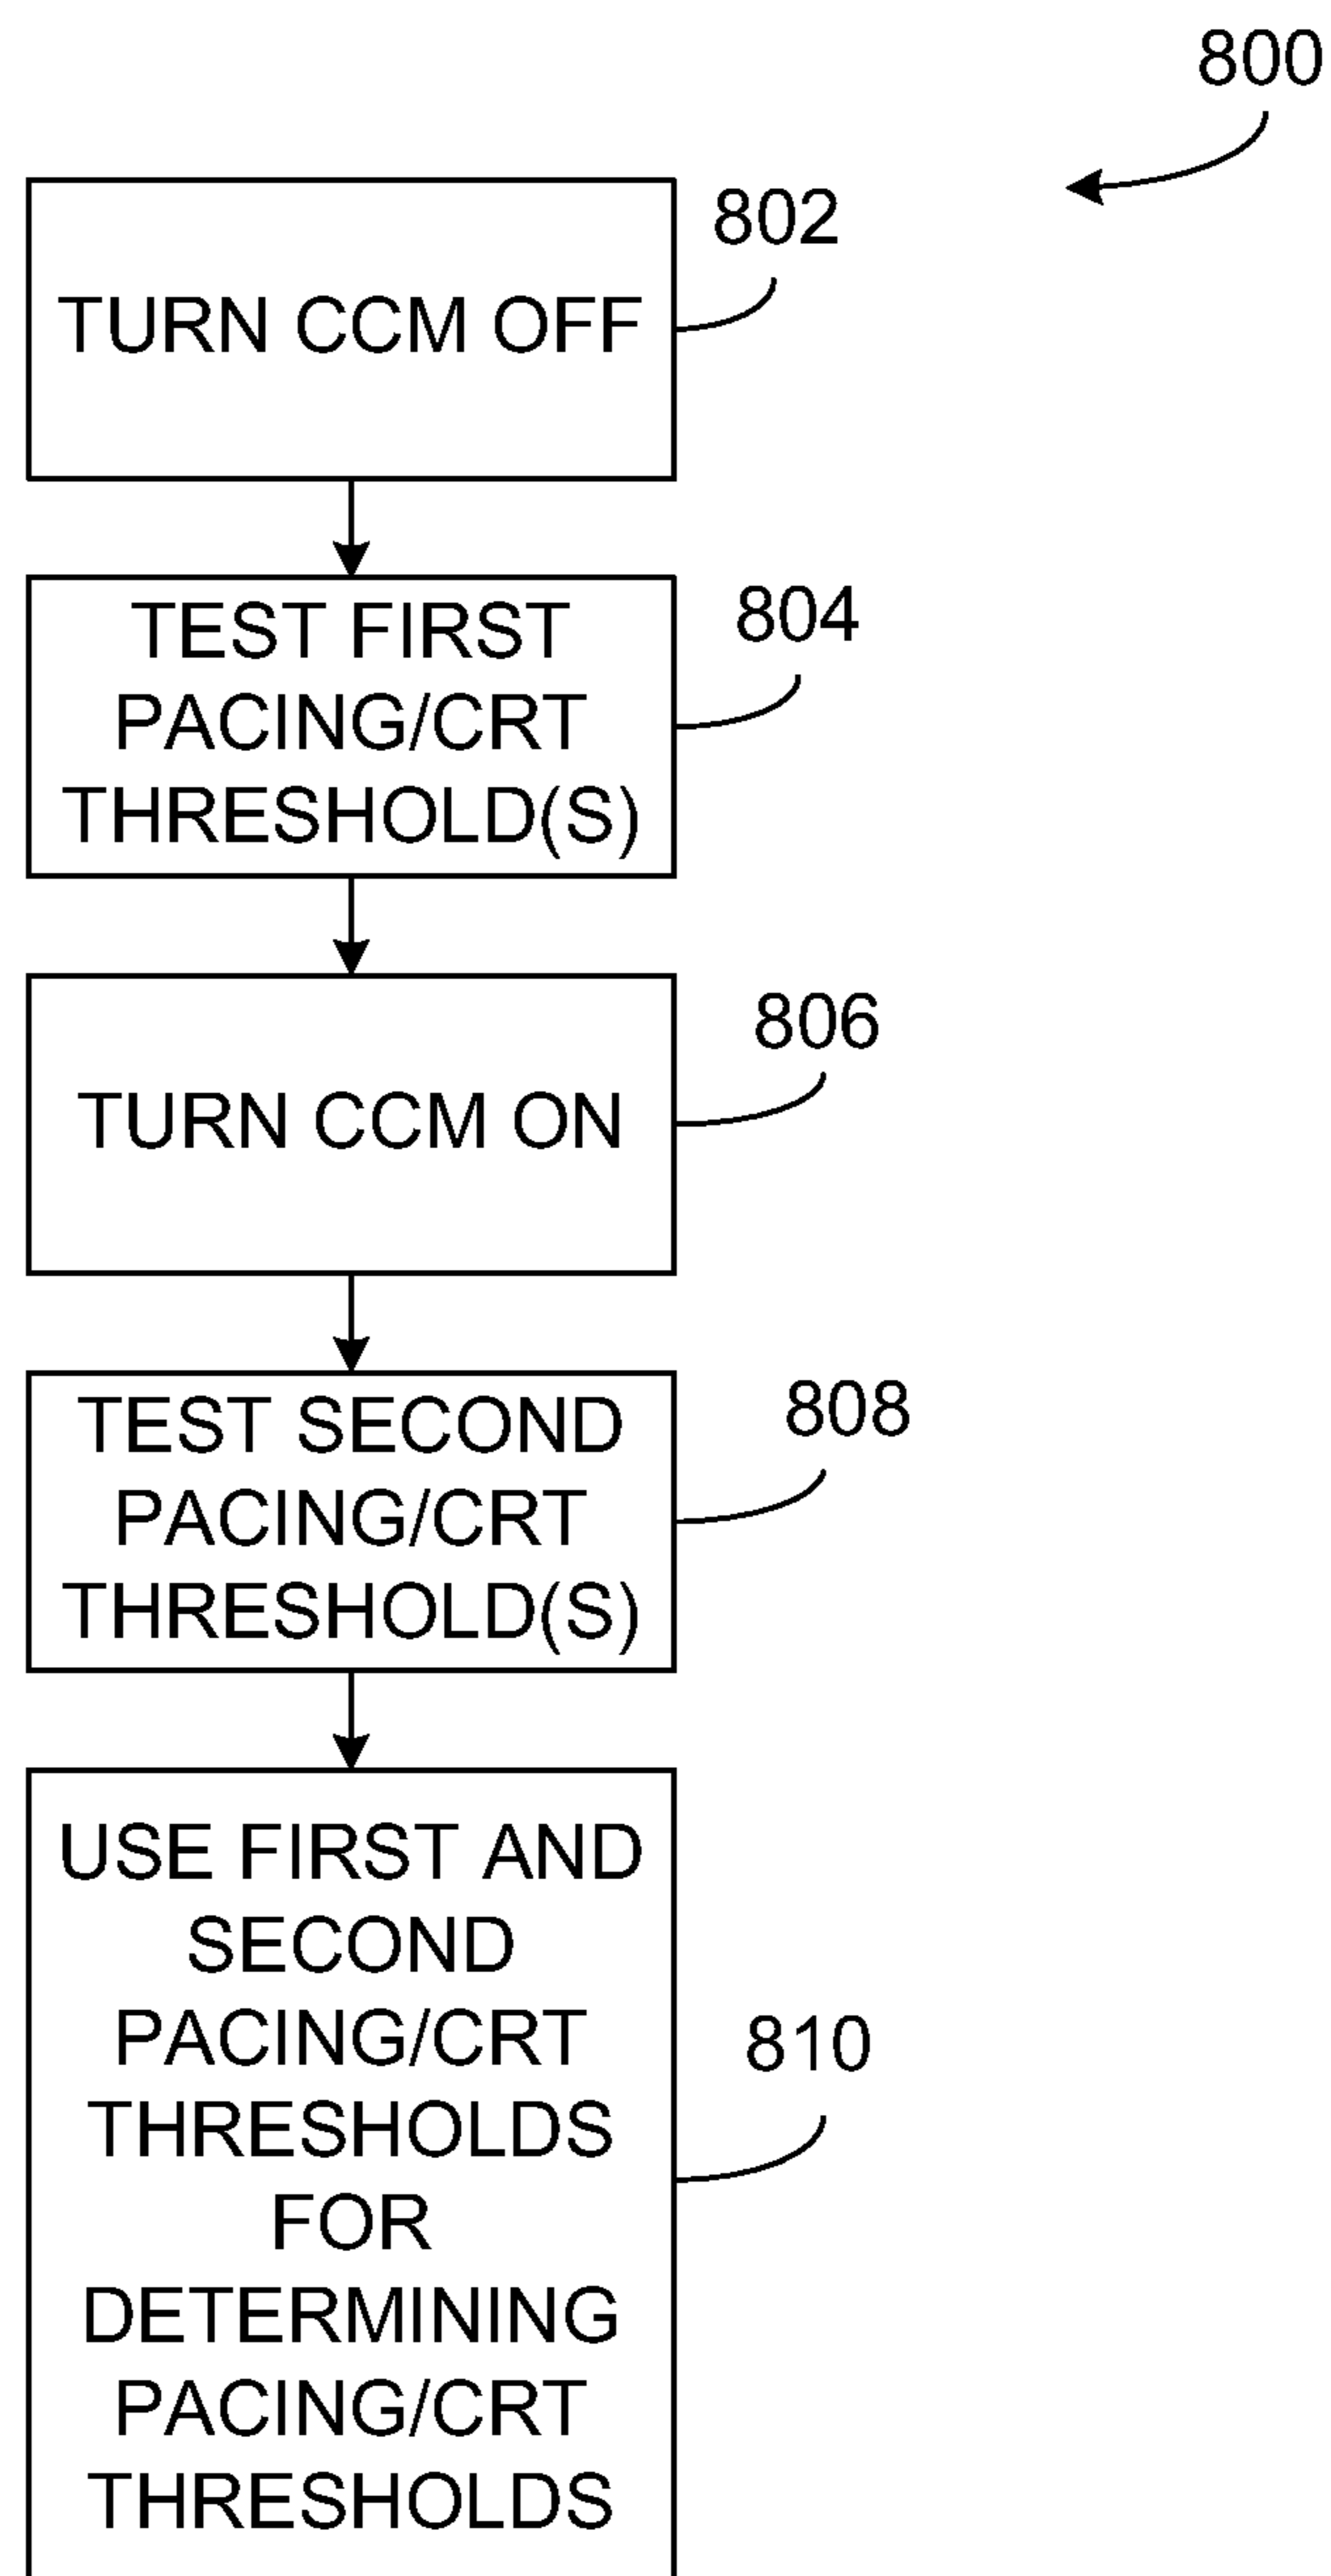 800
802
TURN CCM OFF
804
TEST FIRST
PACING/CRT
THRESHOLD(S)
806
TURN CCM ON
808
TEST SECOND
PACING/CRT
THRESHOLD(S)
USE FIRST AND
SECOND
PACING/CRT
810
THRESHOLDS
FOR
DETERMINING
PACING/CRT
THRESHOLDS